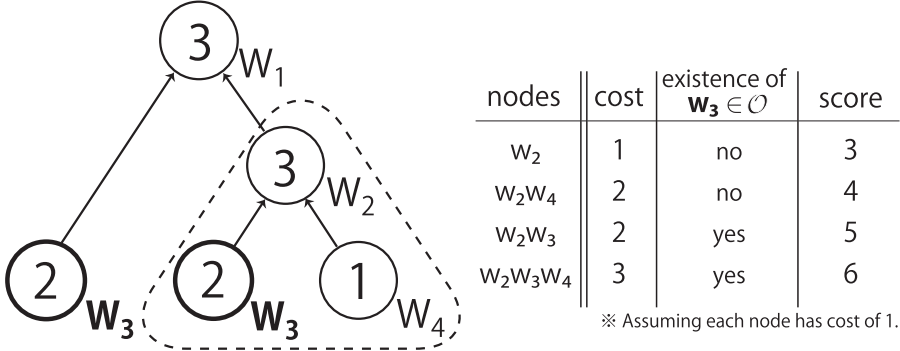 3
W₁
3
W₂
2
W₃
2
W₃
1
W₄
nodes cost existence of W₃ ∈ 𝒪 score
w₂ 1 no 3
w₂w₄ 2 no 4
w₂w₃ 2 yes 5
w₂w₃w₄ 3 yes 6
※ Assuming each node has cost of 1.